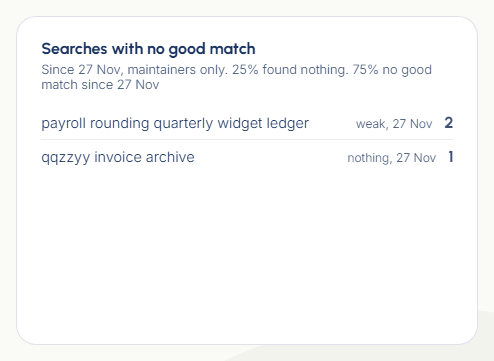 Searches with no good match
Since 27 Nov, maintainers only. 25% found nothing. 75% no good
match since 27 Nov
payroll rounding quarterly widget ledger weak, 27 Nov 2
qqzzyy invoice archive nothing, 27 Nov 1